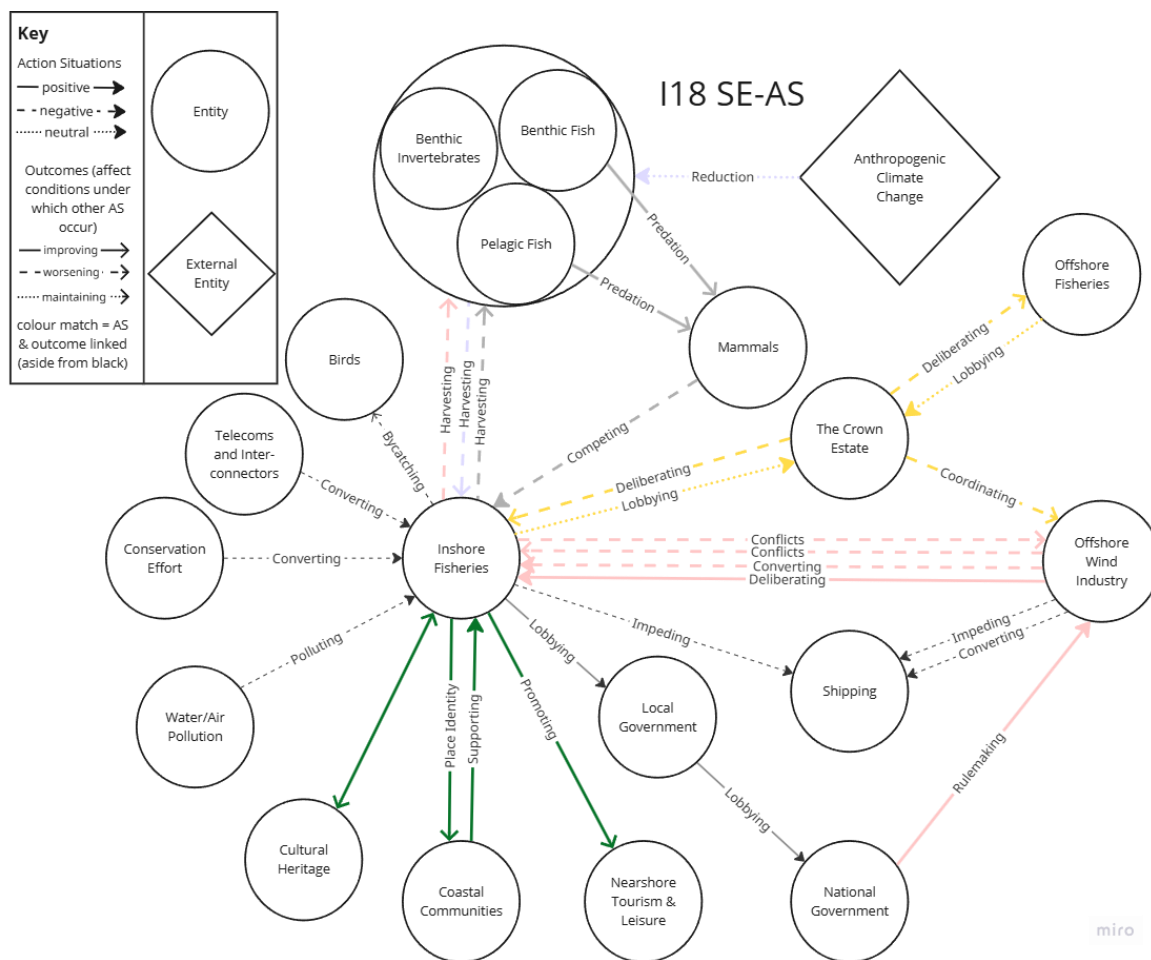 Key
Action Situations
positive
negative
neutral
Outcomes (affect
conditions under
which other AS
occur)
improving
worsening
maintaining
colour match = AS
& outcome linked
(aside from black)
Entity
External
Entity
I18 SE-AS
Benthic
Invertebrates
Benthic Fish
Pelagic Fish
Anthropogenic
Climate
Change
Reduction
Predation
Predation
Offshore
Fisheries
Mammals
Birds
Harvesting
Harvesting
Harvesting
Bycatching
Competing
Deliberating
Lobbying
The Crown
Estate
Telecoms
and Inter-
connectors
Converting
Deliberating
Lobbying
Coordinating
Conservation
Effort
Converting
Inshore
Fisheries
Conflicts
Conflicts
Converting
Deliberating
Offshore
Wind
Industry
Polluting
Water/Air
Pollution
Lobbying
Impeding
Impeding
Converting
Place Identity
Supporting
Promoting
Local
Government
Shipping
Rulemaking
Lobbying
Cultural
Heritage
Coastal
Communities
Nearshore
Tourism &
Leisure
National
Government
miro